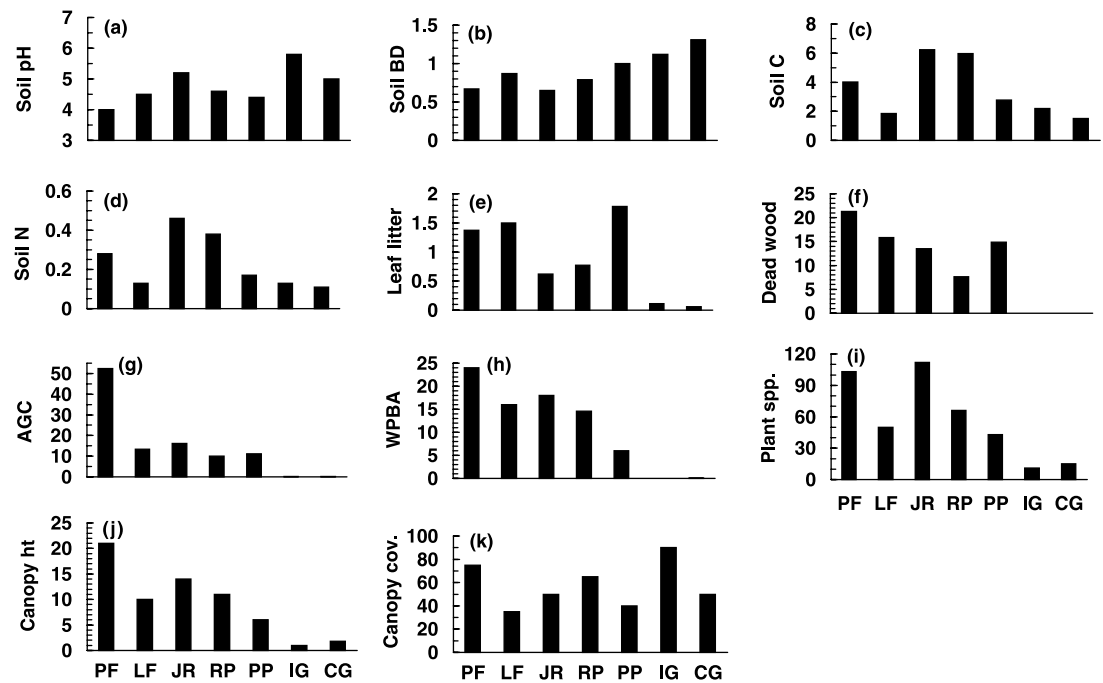 (a)
Soil pH
7
6
5
4
3
(b)
Soil BD
1.5
1
0.5
0
(c)
Soil C
8
6
4
2
0
(d)
Soil N
0.6
0.4
0.2
0
(e)
Leaf litter
2
1.5
1
0.5
0
(f)
Dead wood
25
20
15
10
5
0
(g)
AGC
50
40
30
20
10
0
(h)
WPBA
25
20
15
10
5
0
(i)
Plant spp.
120
90
60
30
0
PF LF JR RP PP IG CG
(j)
Canopy ht
25
20
15
10
5
0
PF LF JR RP PP IG CG
(k)
Canopy cov.
100
80
60
40
20
0
PF LF JR RP PP IG CG